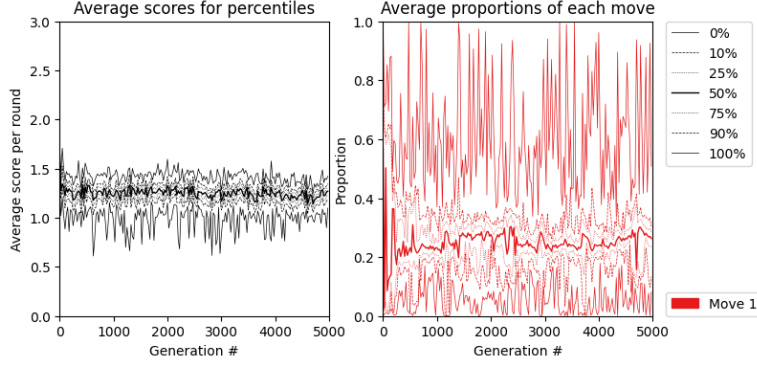 Average scores for percentiles
3.0
2.5
2.0
1.5
1.0
0.5
0.0
0 1000 2000 3000 4000 5000
Average score per round
Generation #
Average proportions of each move
1.0
0.8
0.6
0.4
0.2
0.0
0 1000 2000 3000 4000 5000
Proportion
Generation #
0%
10%
25%
50%
75%
90%
100%
Move 1